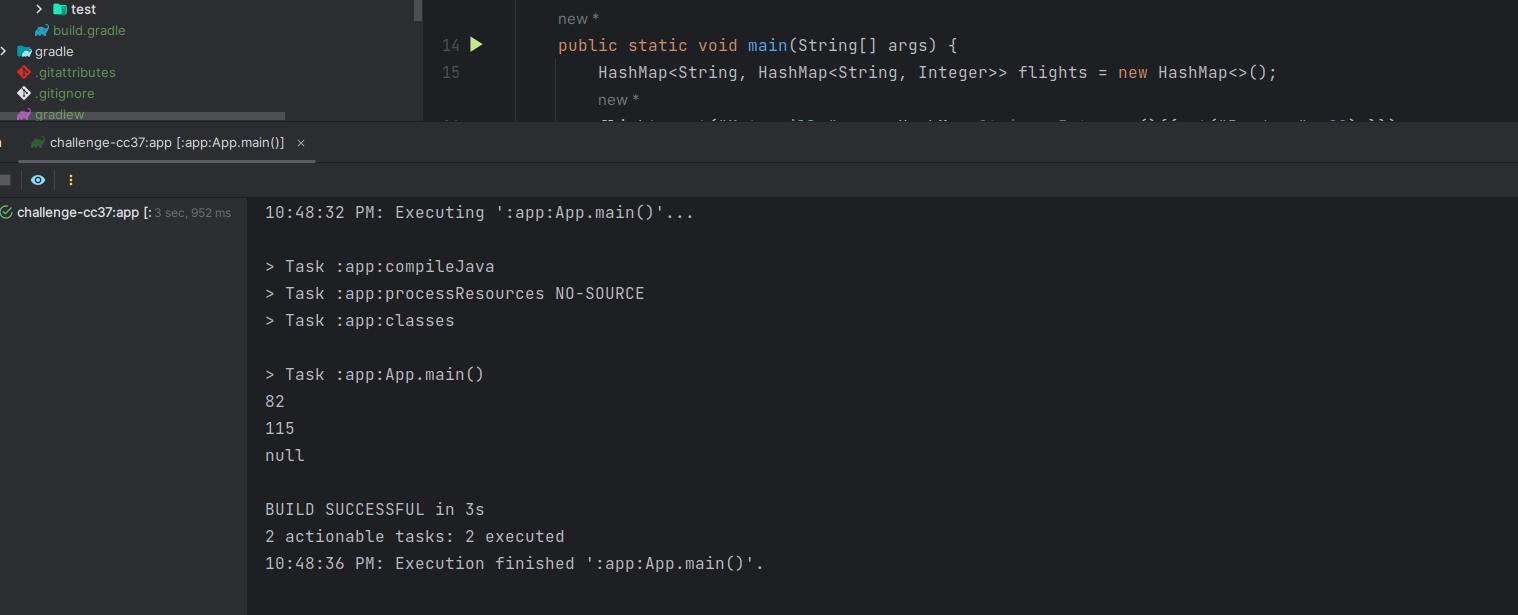 test
build.gradle
gradle
.gitattributes
.gitignore
gradlew
new *
14 public static void main(String[] args) {
15 HashMap<String, HashMap<String, Integer>> flights = new HashMap<>();
new *
challenge-cc37:app [:app:App.main()] ×
challenge-cc37:app [: 3 sec, 952 ms
10:48:32 PM: Executing ':app:App.main()'...
> Task :app:compileJava
> Task :app:processResources NO-SOURCE
> Task :app:classes
> Task :app:App.main()
82
115
null
BUILD SUCCESSFUL in 3s
2 actionable tasks: 2 executed
10:48:36 PM: Execution finished ':app:App.main()'.